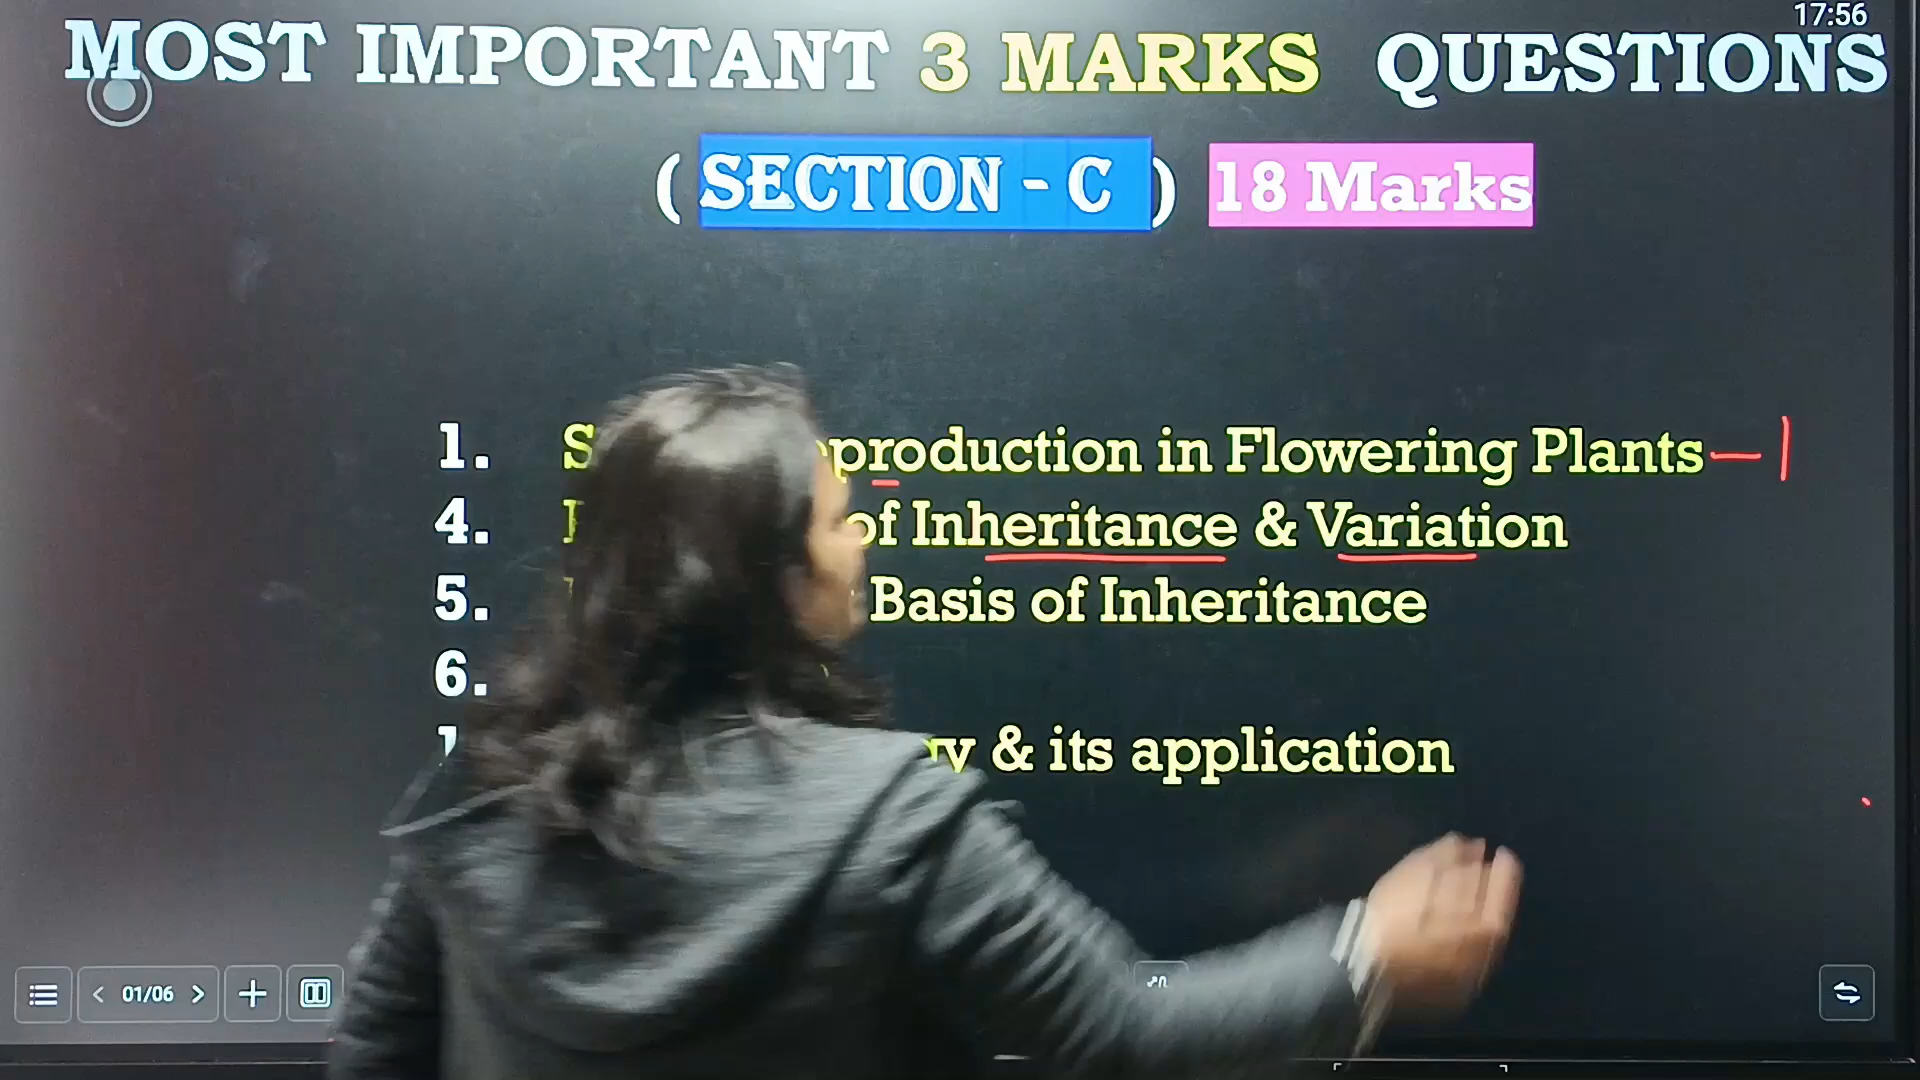 17:56
MOST IMPORTANT 3 MARKS QUESTIONS
( SECTION - C ) 18 Marks
1. production in Flowering Plants — |
4. of Inheritance & Variation
5. Basis of Inheritance
6.
& its application
01/06